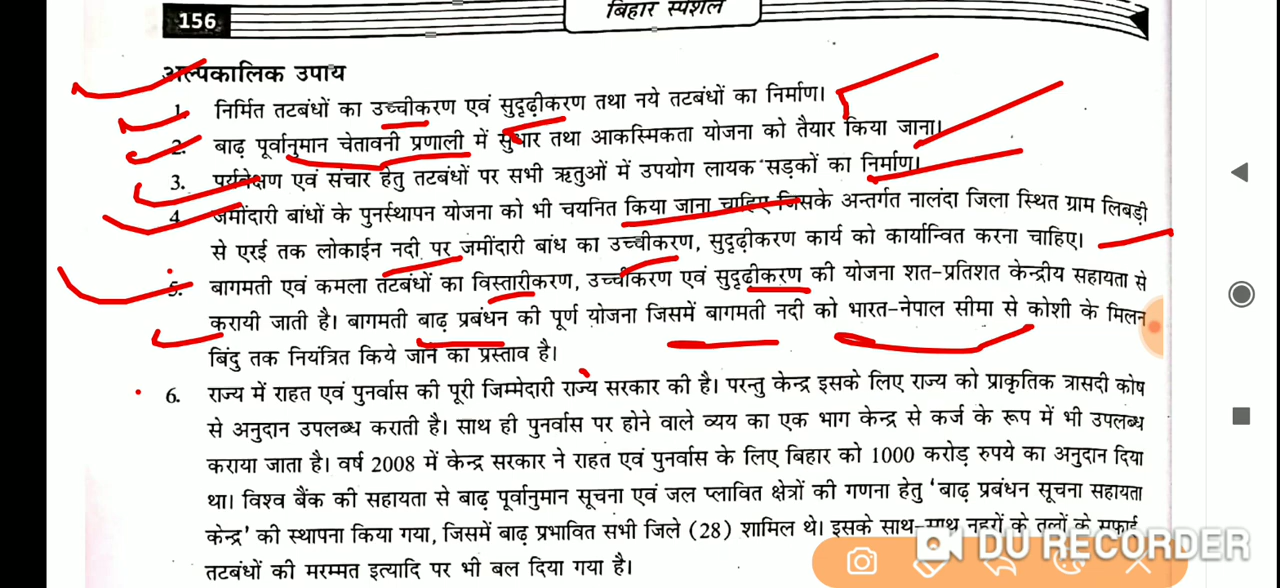 156
बिहार स्पेशल
अल्पकालिक उपाय
1. निर्मित तटबंधों का उच्चीकरण एवं सुदृढ़ीकरण तथा नये तटबंधों का निर्माण।
2. बाढ़ पूर्वानुमान चेतावनी प्रणाली में सुधार तथा आकस्मिकता योजना को तैयार किया जाना।
3. पर्यवेक्षण एवं संचार हेतु तटबंधों पर सभी ऋतुओं में उपयोग लायक सड़कों का निर्माण।
4. जमींदारी बांधों के पुनर्स्थापन योजना को भी चयनित किया जाना चाहिए जिसके अन्तर्गत नालंदा जिला स्थित ग्राम लिबड़ी
से एरई तक लोकाईन नदी पर जमींदारी बांध का उच्चीकरण, सुदृढ़ीकरण कार्य को कार्यान्वित करना चाहिए।
5. बागमती एवं कमला तटबंधों का विस्तारीकरण, उच्चीकरण एवं सुदृढ़ीकरण की योजना शत-प्रतिशत केन्द्रीय सहायता से
करायी जाती है। बागमती बाढ़ प्रबंधन की पूर्ण योजना जिसमें बागमती नदी को भारत-नेपाल सीमा से कोशी के मिलन
बिंदु तक नियंत्रित किये जाने का प्रस्ताव है।
6. राज्य में राहत एवं पुनर्वास की पूरी जिम्मेदारी राज्य सरकार की है। परन्तु केन्द्र इसके लिए राज्य को प्राकृतिक त्रासदी कोष
से अनुदान उपलब्ध कराती है। साथ ही पुनर्वास पर होने वाले व्यय का एक भाग केन्द्र से कर्ज के रूप में भी उपलब्ध
कराया जाता है। वर्ष 2008 में केन्द्र सरकार ने राहत एवं पुनर्वास के लिए बिहार को 1000 करोड़ रुपये का अनुदान दिया
था। विश्व बैंक की सहायता से बाढ़ पूर्वानुमान सूचना एवं जल प्लावित क्षेत्रों की गणना हेतु 'बाढ़ प्रबंधन सूचना सहायता
केन्द्र' की स्थापना किया गया, जिसमें बाढ़ प्रभावित सभी जिले (28) शामिल थे। इसके साथ-साथ नहरों के तलों के सफाई,
तटबंधों की मरम्मत इत्यादि पर भी बल दिया गया है।
DU RECORDER